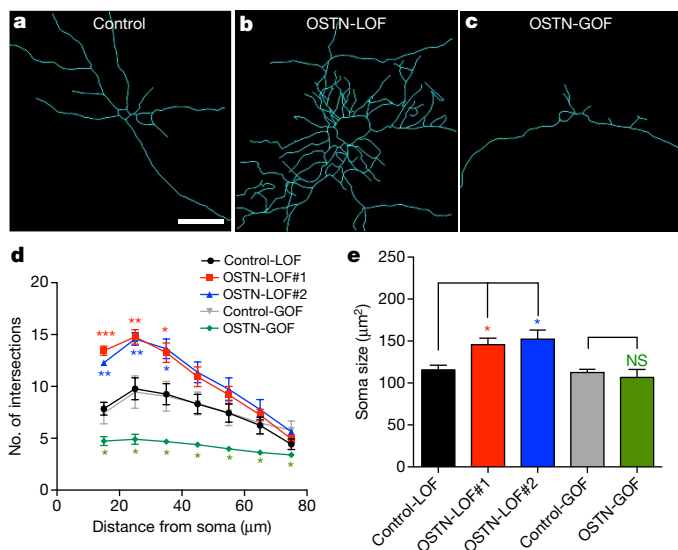 a Control
b OSTN-LOF
c OSTN-GOF
d
20
15
10
5
0
0 20 40 60 80
No. of intersections
Distance from soma (μm)
Control-LOF
OSTN-LOF#1
OSTN-LOF#2
Control-GOF
OSTN-GOF
*** ** *
** ** *
* * * * * * *
e
250
200
150
100
50
0
Soma size (μm²)
* * NS
Control-LOF
OSTN-LOF#1
OSTN-LOF#2
Control-GOF
OSTN-GOF